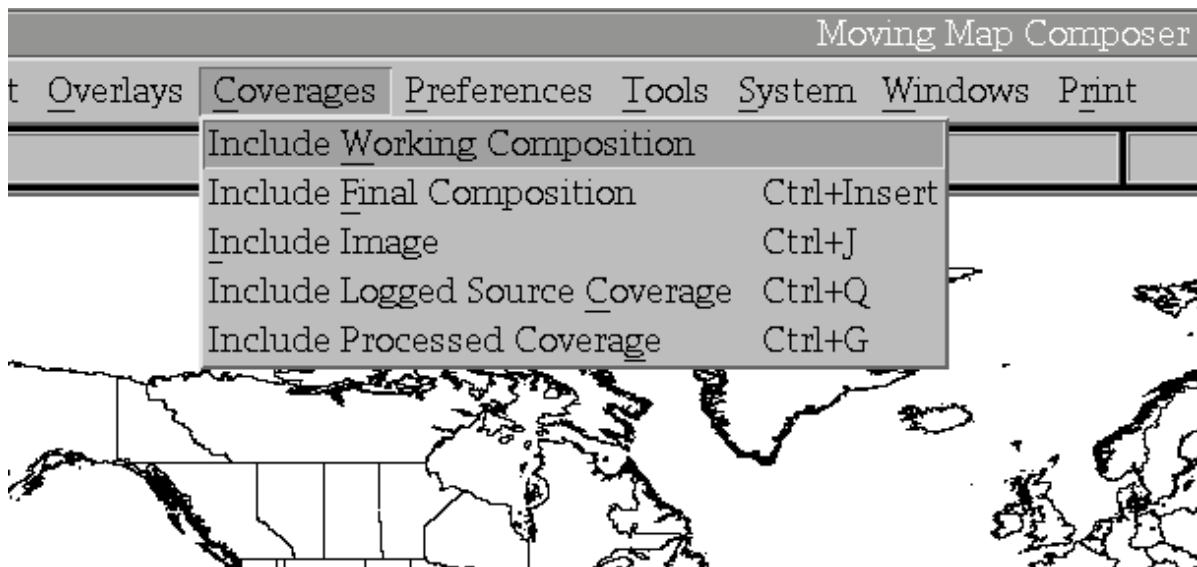 Moving Map Composer
t Overlays Coverages Preferences Tools System Windows Print
Include Working Composition
Include Final Composition Ctrl+Insert
Include Image Ctrl+J
Include Logged Source Coverage Ctrl+Q
Include Processed Coverage Ctrl+G